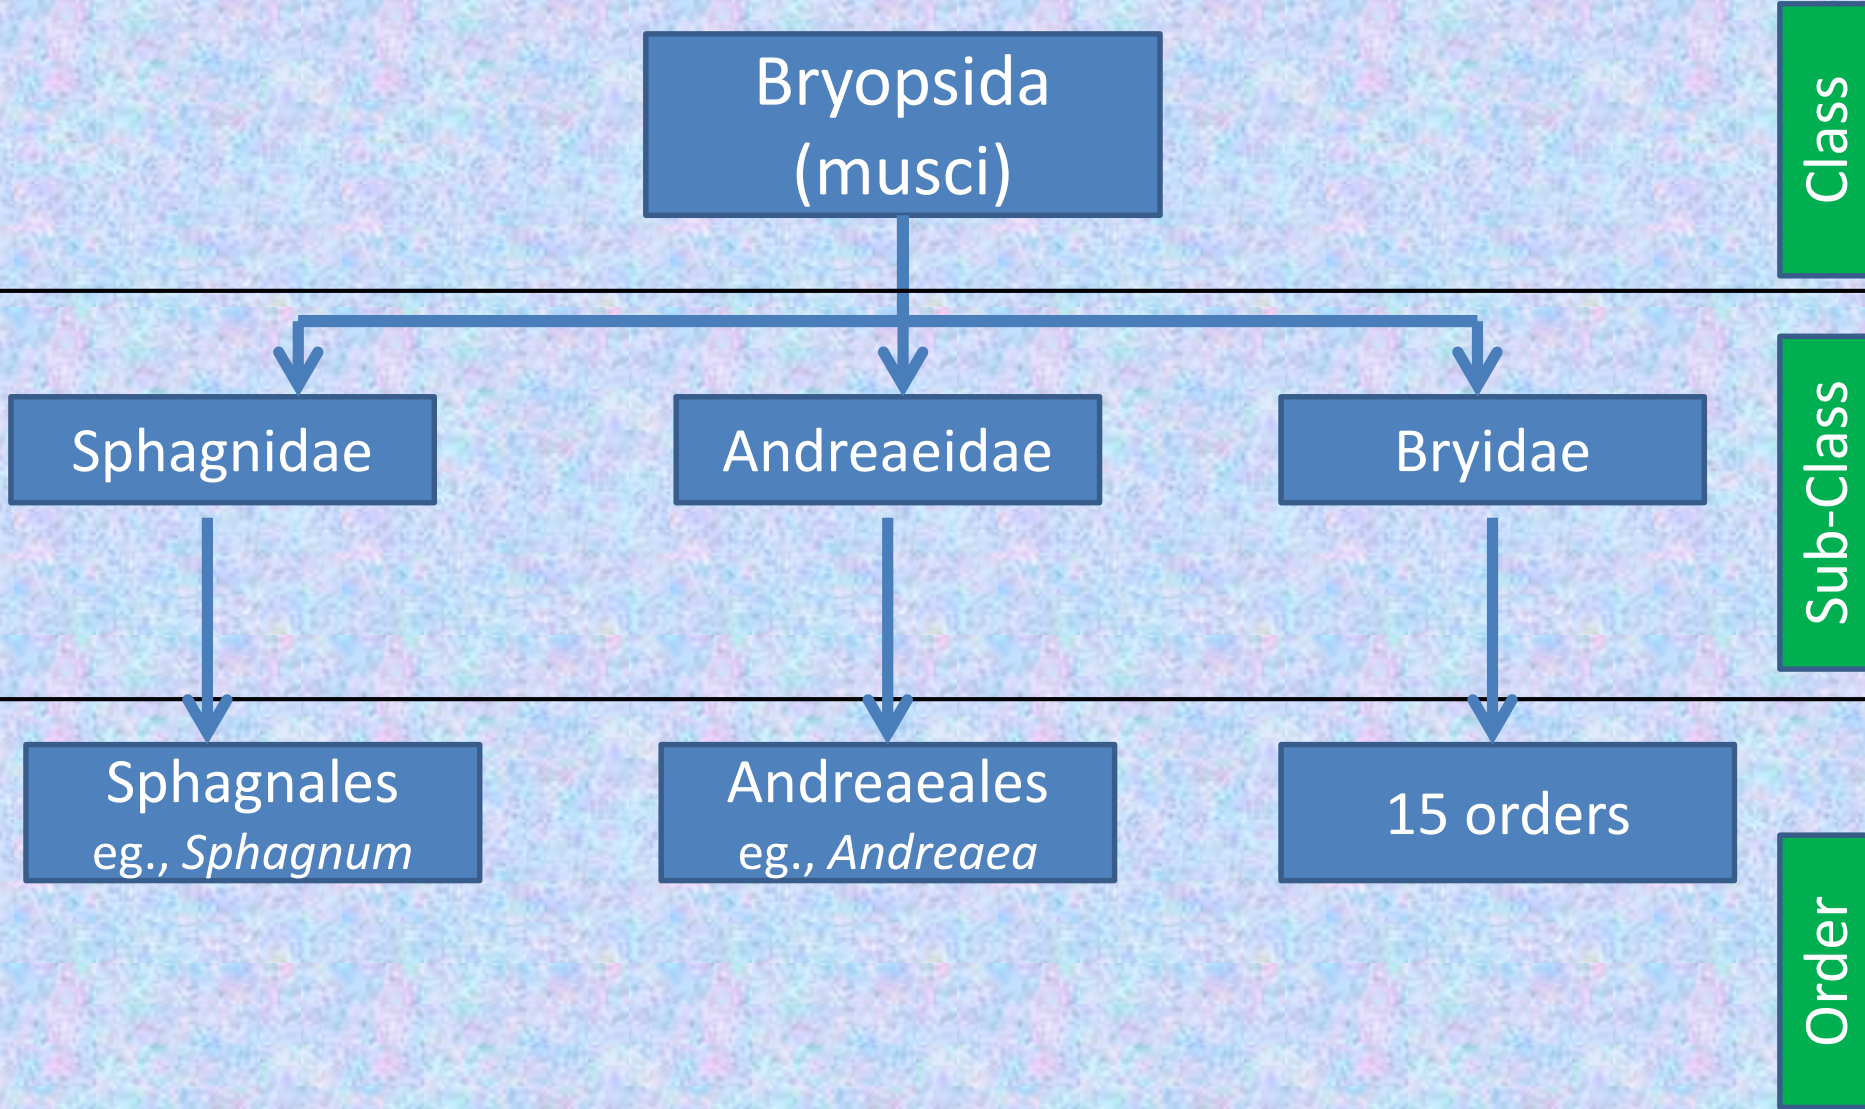 Bryopsida
(musci)
Class
Sphagnidae
Andreaeidae
Bryidae
Sub-Class
Sphagnales
eg., Sphagnum
Andreaeales
eg., Andreaea
15 orders
Order